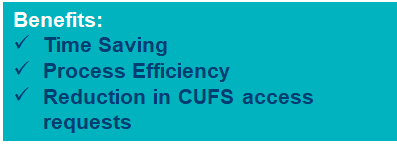 Benefits:
✓ Time Saving
✓ Process Efficiency
✓ Reduction in CUFS access
requests